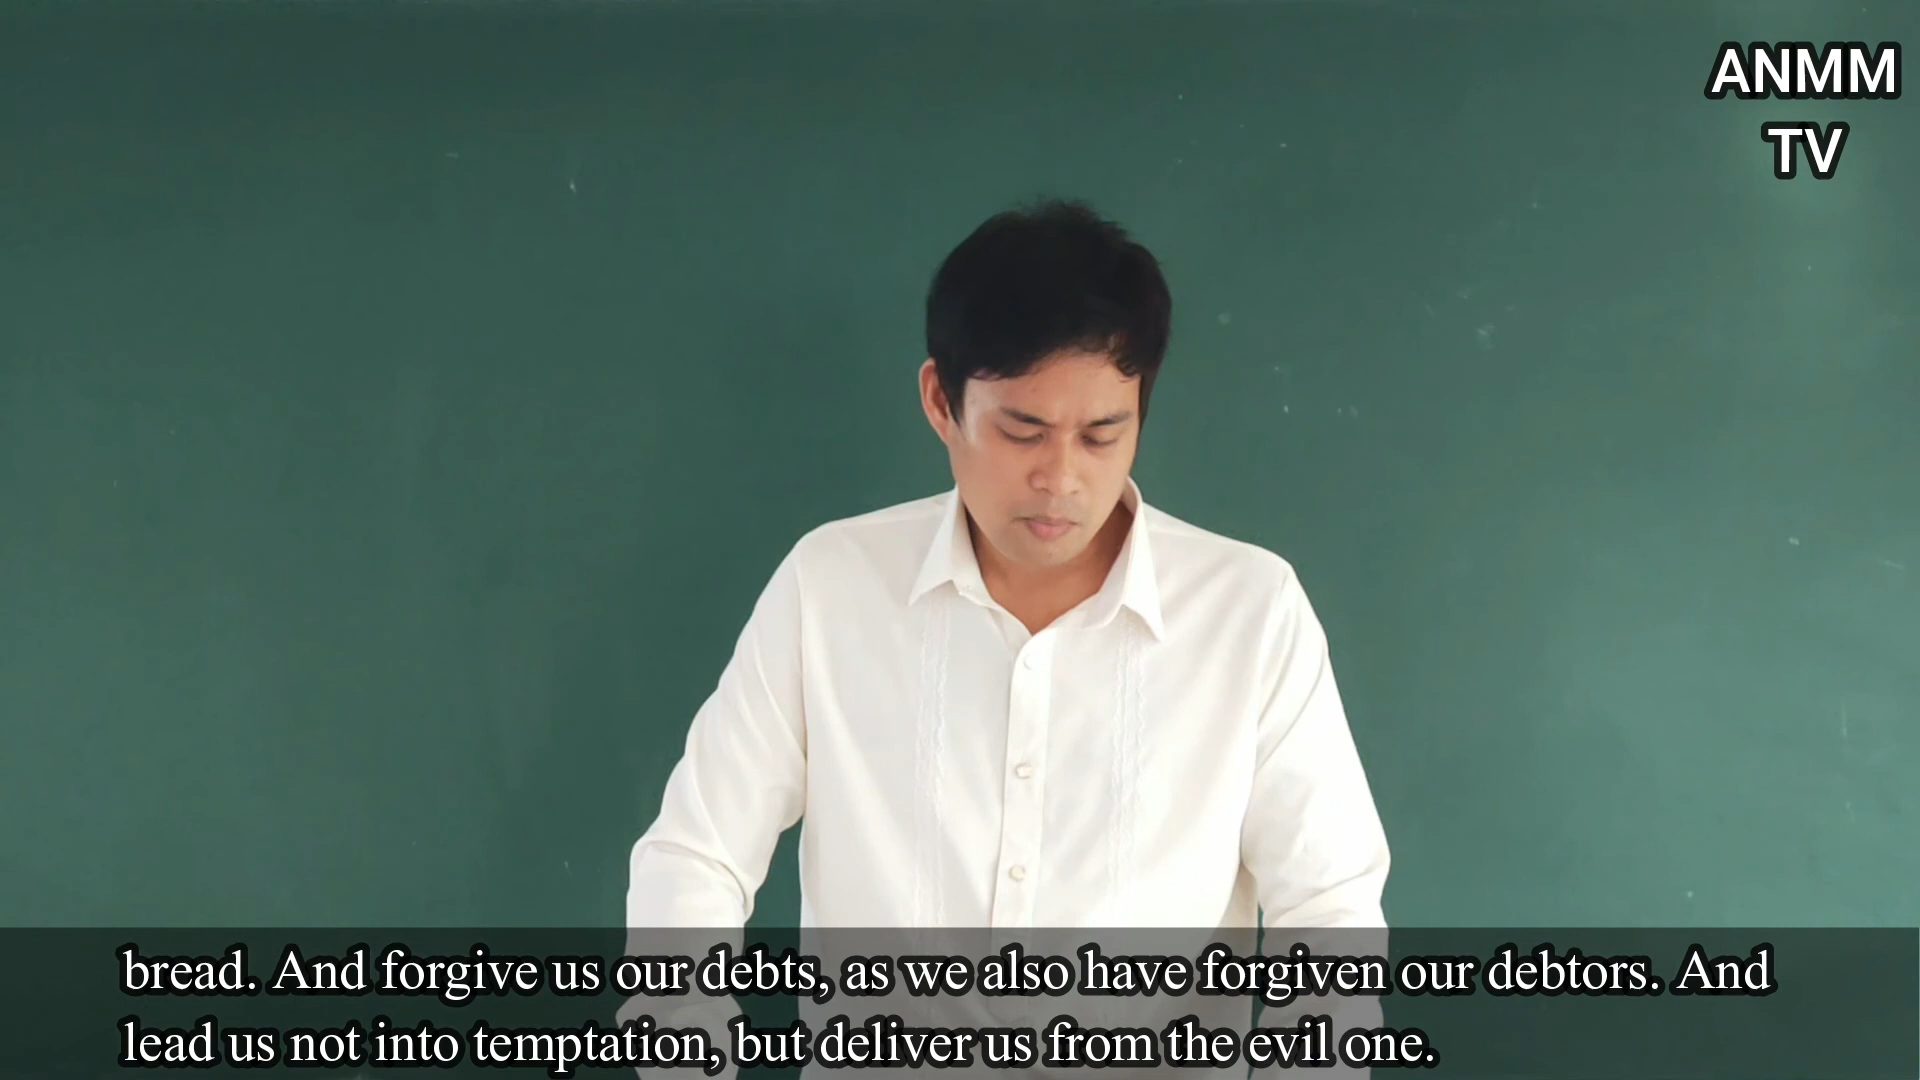 ANMM
TV
bread. And forgive us our debts, as we also have forgiven our debtors. And
lead us not into temptation, but deliver us from the evil one.